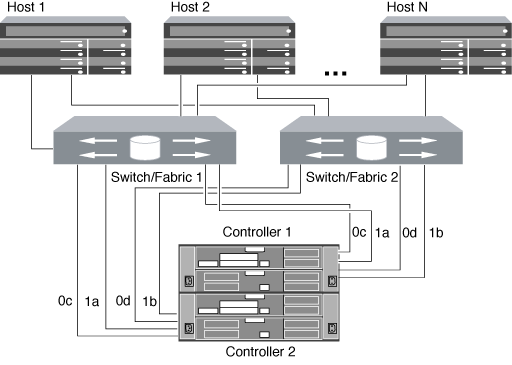 Host 1
Host 2
Host N
...
Switch/Fabric 1
Switch/Fabric 2
Controller 1
0c
1a
0d
1b
0c
1a
0d
1b
Controller 2